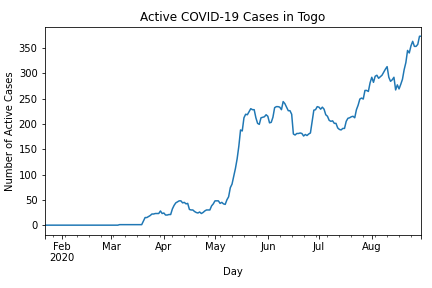 Active COVID-19 Cases in Togo
Number of Active Cases
350
300
250
200
150
100
50
0
Feb Mar Apr May Jun Jul Aug
2020
Day